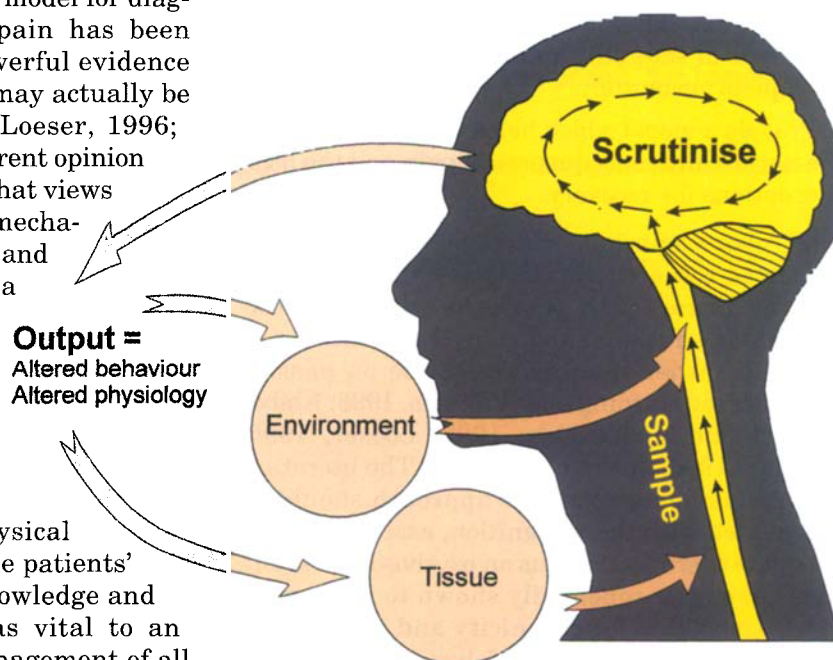 model for diag-
pain has been
verful evidence
may actually be
Loeser, 1996;
rent opinion
hat views
mecha-
and
a
Scrutinise
Output =
Altered behaviour
Altered physiology
Environment
Sample
Tissue
ysical
e patients'
owledge and
as vital to an
nagement of all